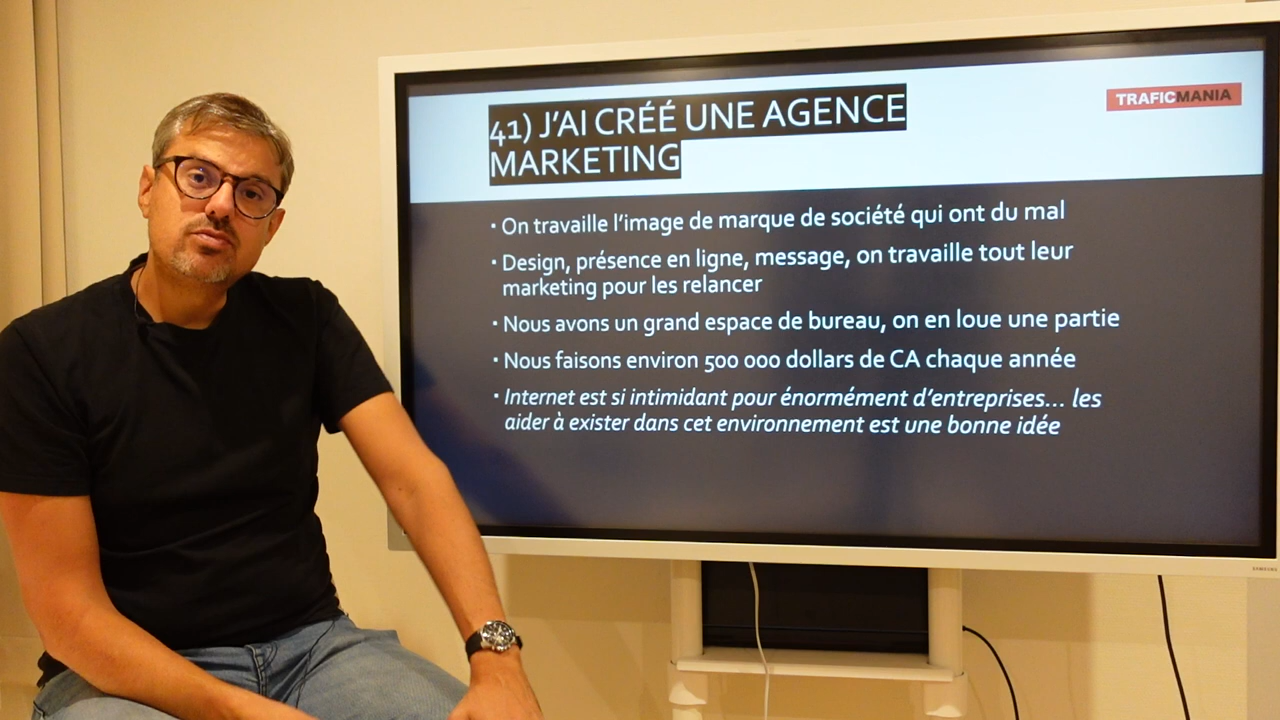 41) J'AI CRÉÉ UNE AGENCE
MARKETING
TRAFICMANIA
· On travaille l'image de marque de société qui ont du mal
· Design, présence en ligne, message, on travaille tout leur
marketing pour les relancer
· Nous avons un grand espace de bureau, on en loue une partie
· Nous faisons environ 500 000 dollars de CA chaque année
· Internet est si intimidant pour énormément d'entreprises... les
aider à exister dans cet environnement est une bonne idée
SAMSUNG